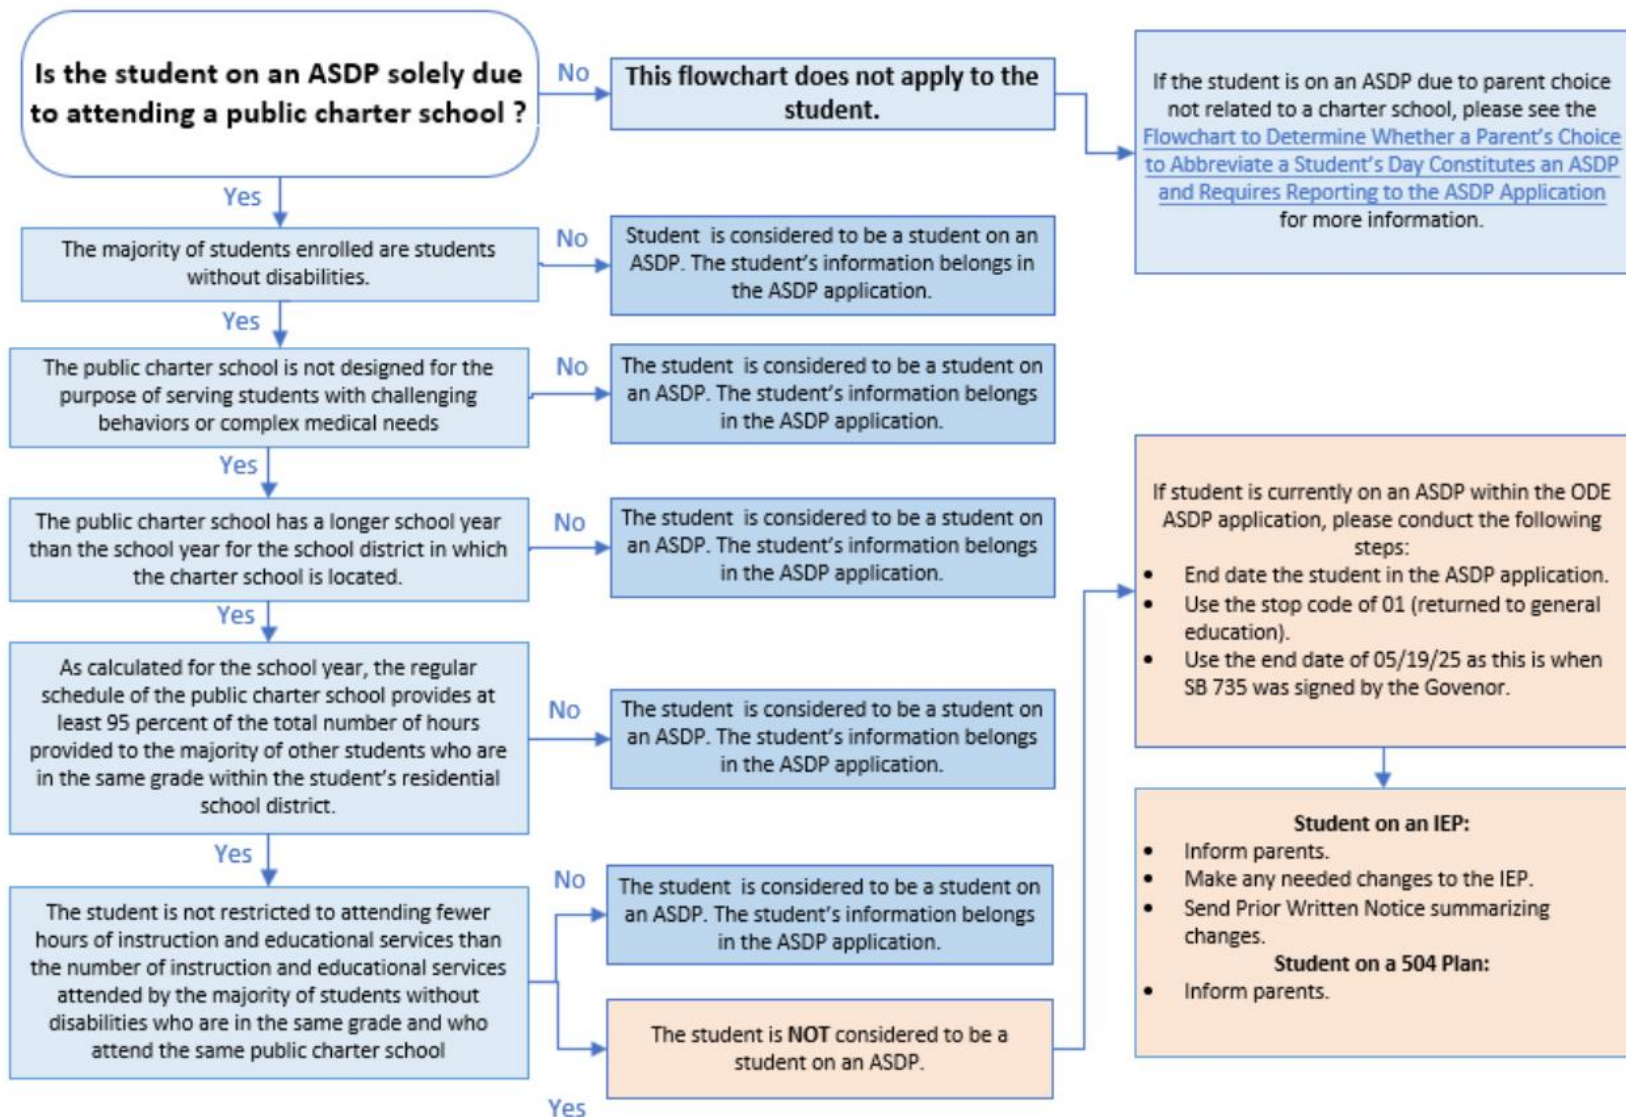 Is the student on an ASDP solely due
to attending a public charter school ?
No
This flowchart does not apply to the
student.
If the student is on an ASDP due to parent choice
not related to a charter school, please see the
Flowchart to Determine Whether a Parent's Choice
to Abbreviate a Student's Day Constitutes an ASDP
and Requires Reporting to the ASDP Application
for more information.
Yes
The majority of students enrolled are students
without disabilities.
No
Student is considered to be a student on an
ASDP. The student's information belongs in
the ASDP application.
Yes
The public charter school is not designed for the
purpose of serving students with challenging
behaviors or complex medical needs
No
The student is considered to be a student on
an ASDP. The student's information belongs
in the ASDP application.
Yes
The public charter school has a longer school year
than the school year for the school district in which
the charter school is located.
No
The student is considered to be a student on
an ASDP. The student's information belongs
in the ASDP application.
Yes
As calculated for the school year, the regular
schedule of the public charter school provides at
least 95 percent of the total number of hours
provided to the majority of other students who are
in the same grade within the student's residential
school district.
No
The student is considered to be a student on
an ASDP. The student's information belongs
in the ASDP application.
Yes
The student is not restricted to attending fewer
hours of instruction and educational services than
the number of instruction and educational services
attended by the majority of students without
disabilities who are in the same grade and who
attend the same public charter school
No
The student is considered to be a student on
an ASDP. The student's information belongs
in the ASDP application.
Yes
The student is NOT considered to be a
student on an ASDP.
If student is currently on an ASDP within the ODE
ASDP application, please conduct the following
steps:
• End date the student in the ASDP application.
• Use the stop code of 01 (returned to general
education).
• Use the end date of 05/19/25 as this is when
SB 735 was signed by the Govenor.
Student on an IEP:
• Inform parents.
• Make any needed changes to the IEP.
• Send Prior Written Notice summarizing
changes.
Student on a 504 Plan:
• Inform parents.